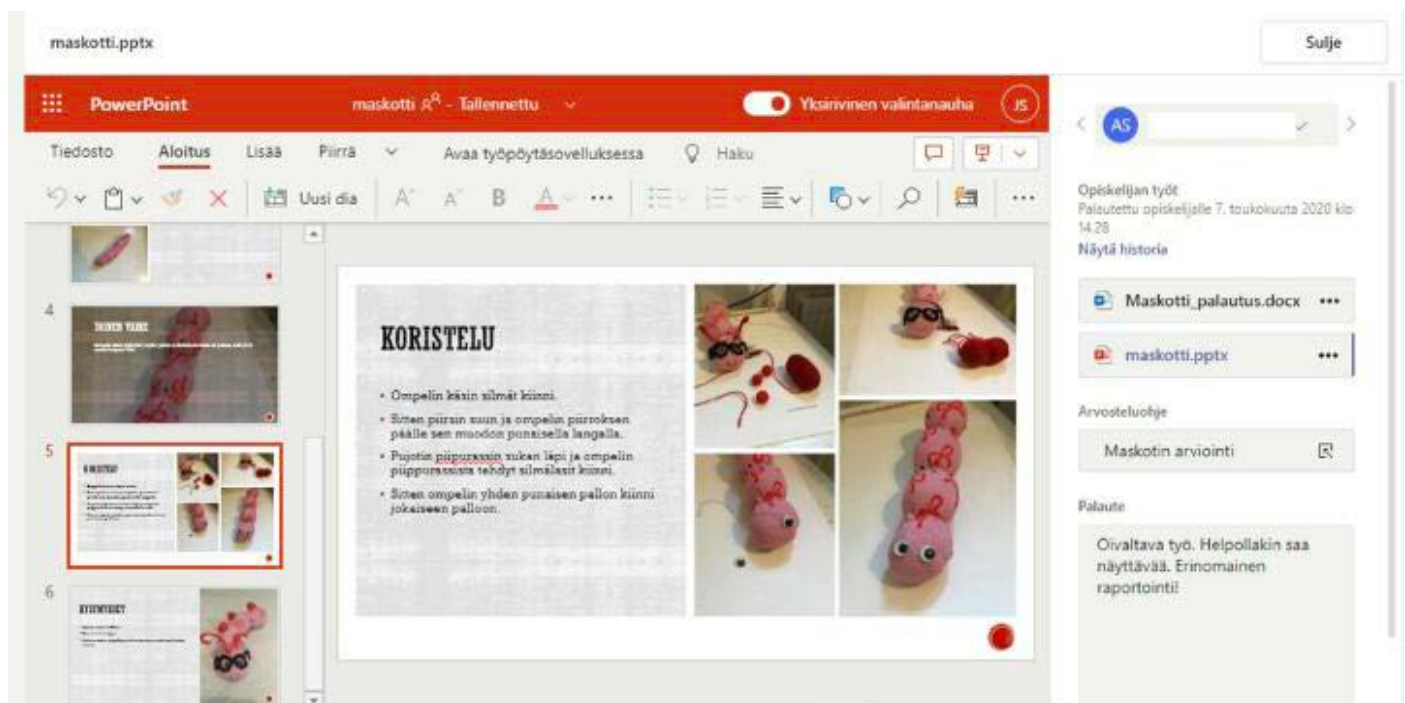 maskotti.pptx
Sulje
PowerPoint
maskotti - Tallennettu
Yksirivinen valintanauha
JS
Tiedosto Aloitus Lisää Piirrä Avaa työpöytäsovelluksessa Haku
Uusi dia A A B A
4
5
KORISTELU
6
KORISTELU
• Ompelin käsin silmät kiinni.
• Sitten piirsin suun ja ompelin piirroksen
päälle sen muodon punaisella langalla.
• Pujotin piipurassin sukan läpi ja ompelin
piippurassista tehdyt silmälasit kiinni.
• Sitten ompelin yhden punaisen pallon kiinni
jokaiseen palloon.
AS
Opiskelijan työt
Palautettu opiskelijalle 7. toukokuuta 2020 klo
14.28
Näytä historia
Maskotti_palautus.docx
maskotti.pptx
Arvosteluohje
Maskotin arviointi
Palaute
Oivaltava työ. Helpollakin saa
näyttävää. Erinomainen
raportointi!